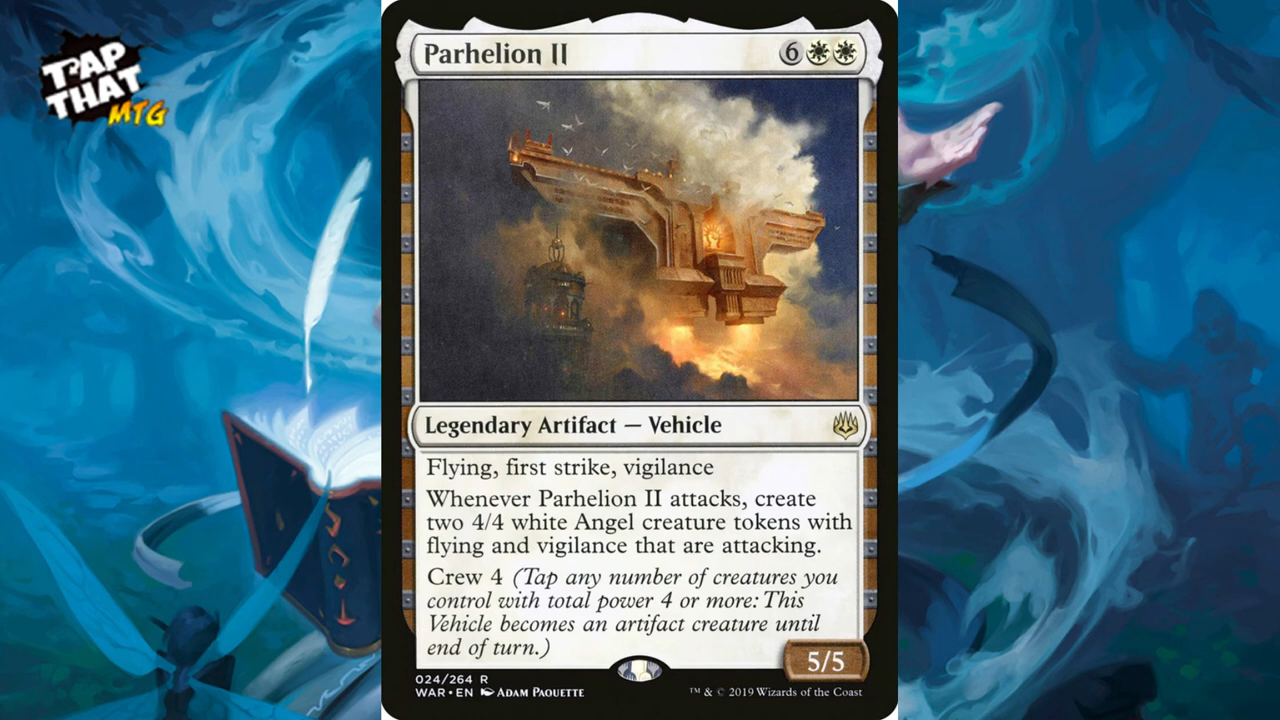 TAP
THAT
MTG
Parhelion II 6
Legendary Artifact — Vehicle
Flying, first strike, vigilance
Whenever Parhelion II attacks, create
two 4/4 white Angel creature tokens with
flying and vigilance that are attacking.
Crew 4 (Tap any number of creatures you
control with total power 4 or more: This
Vehicle becomes an artifact creature until
end of turn.)
5/5
024/264 R
WAR • EN Adam Paquette
™ & © 2019 Wizards of the Coast